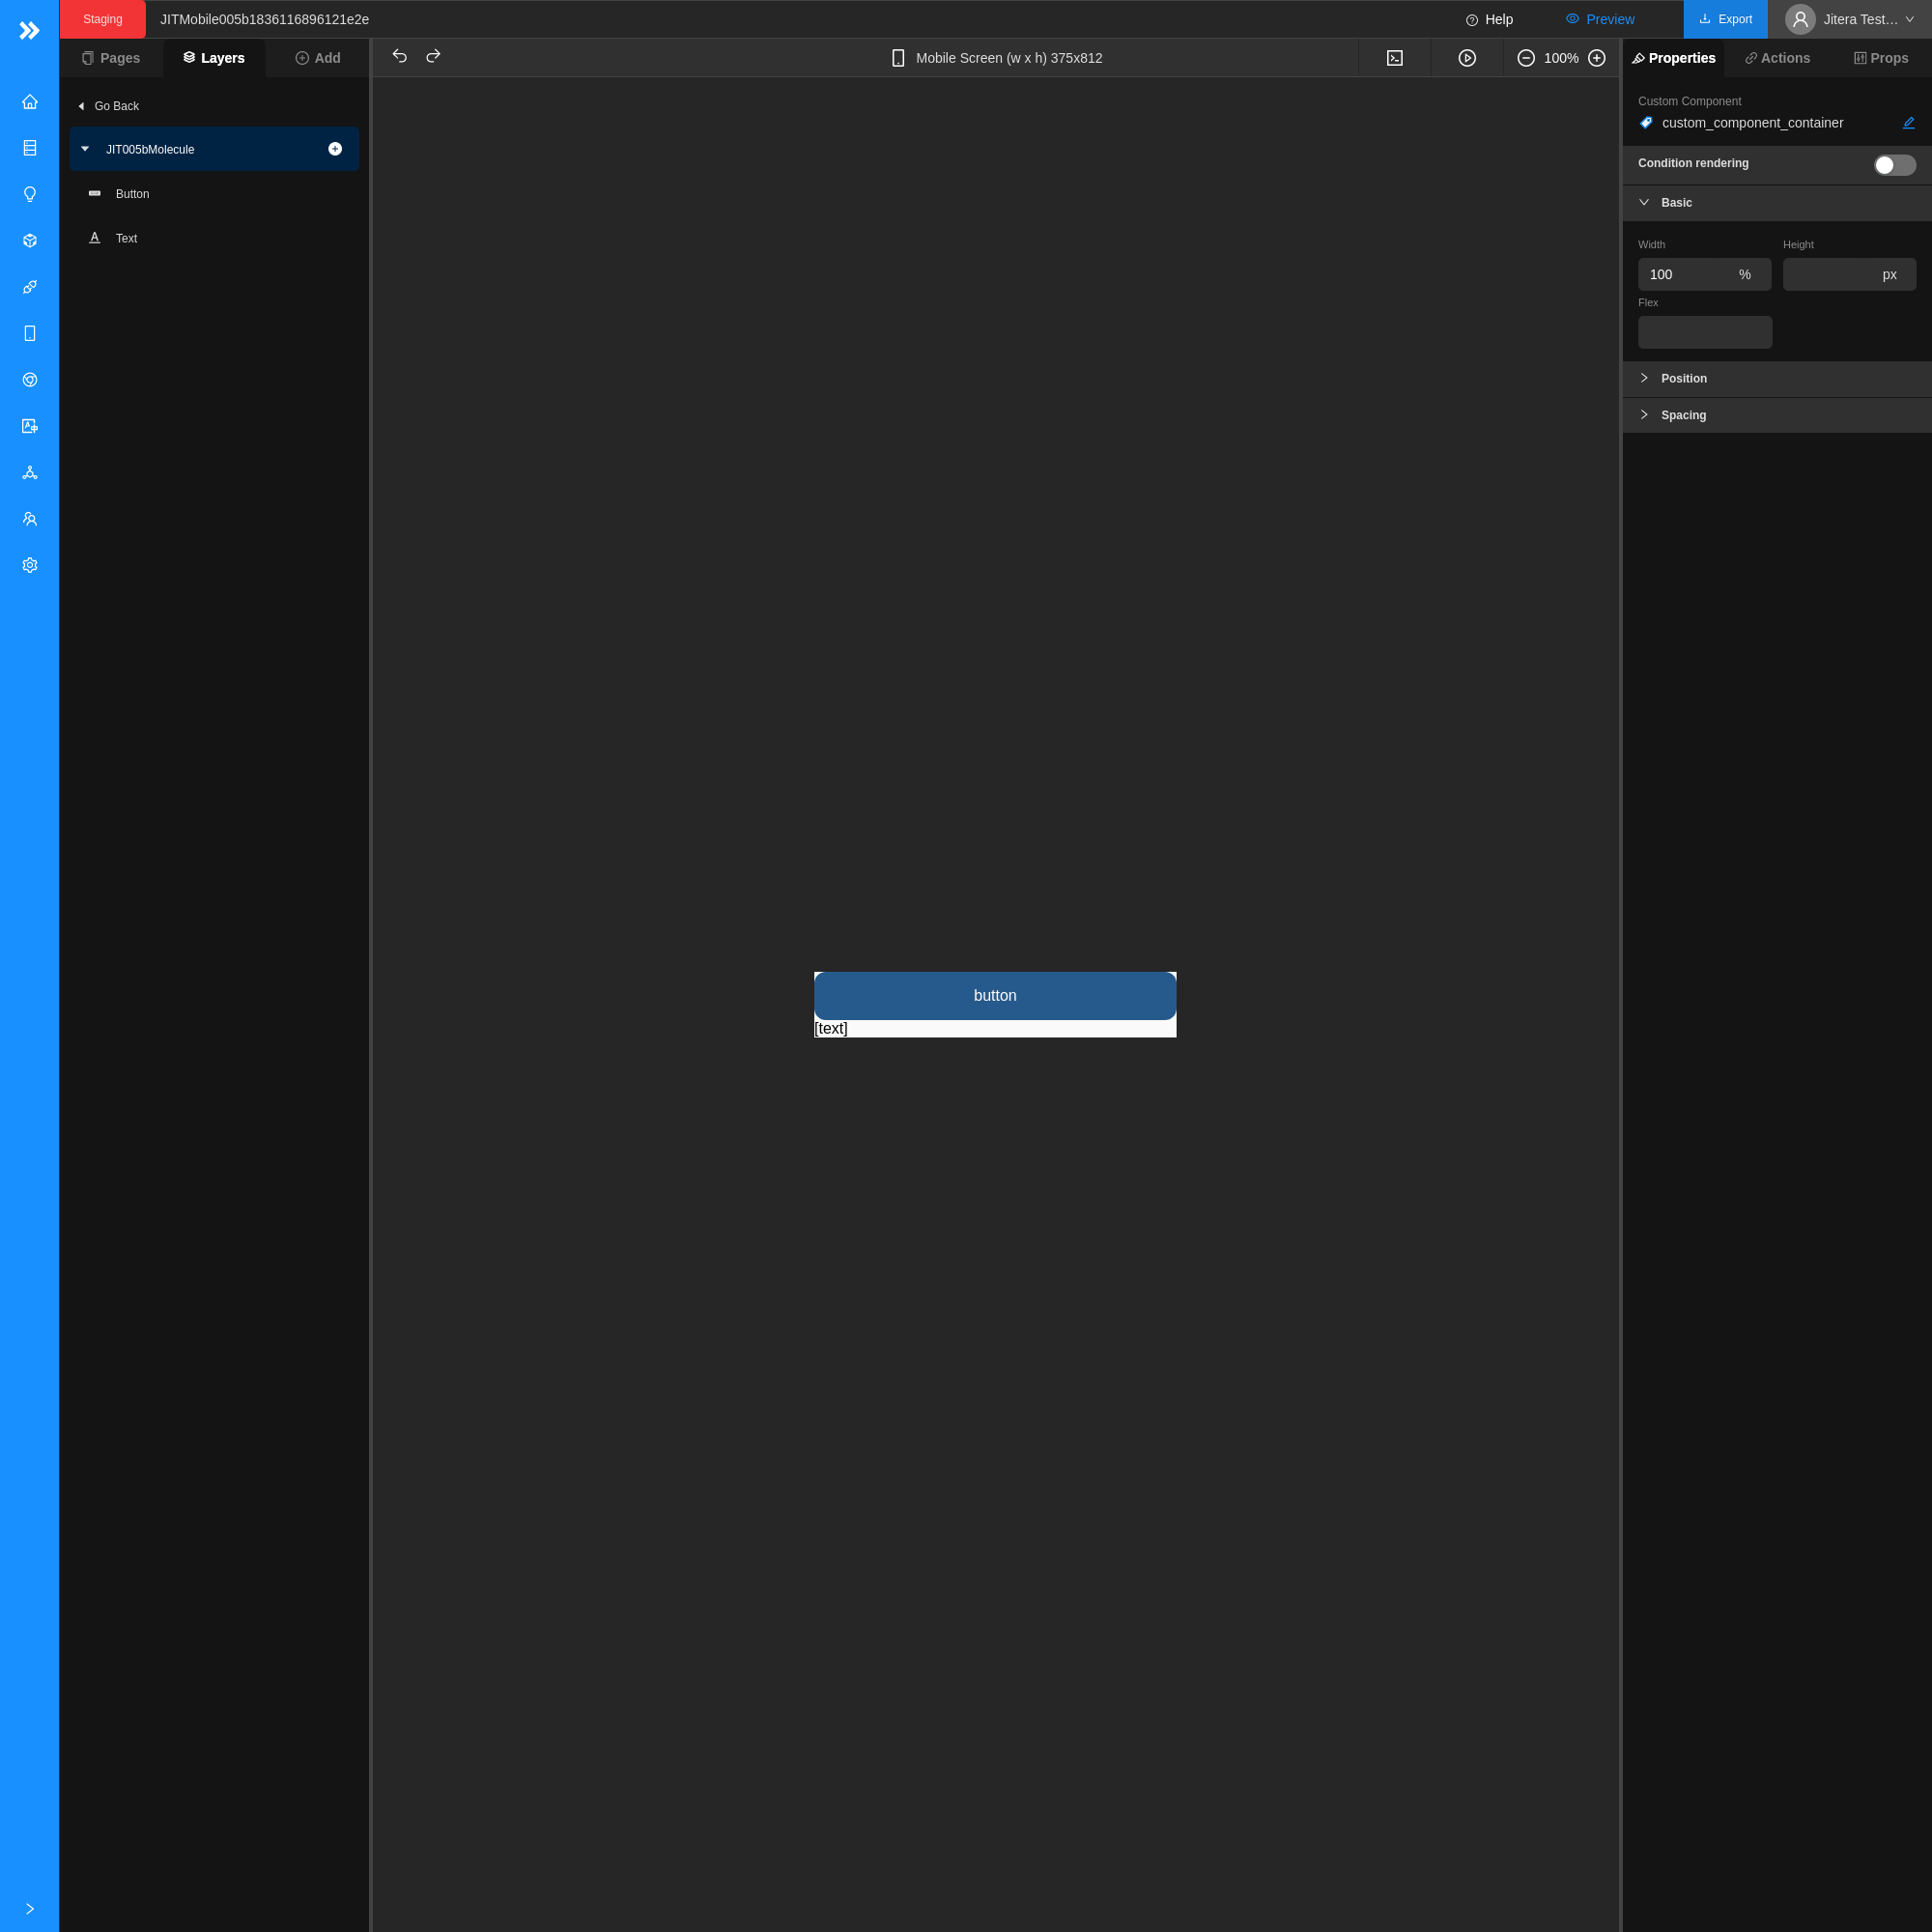 Staging
JITMobile005b1836116896121e2e
Help
Preview
Export
Jitera Test…
Pages
Layers
Add
Mobile Screen (w x h) 375x812
100%
Properties
Actions
Props
Go Back
JIT005bMolecule
Button
Text
button
[text]
Custom Component
custom_component_container
Condition rendering
Basic
Width
Height
100 %
px
Flex
Position
Spacing